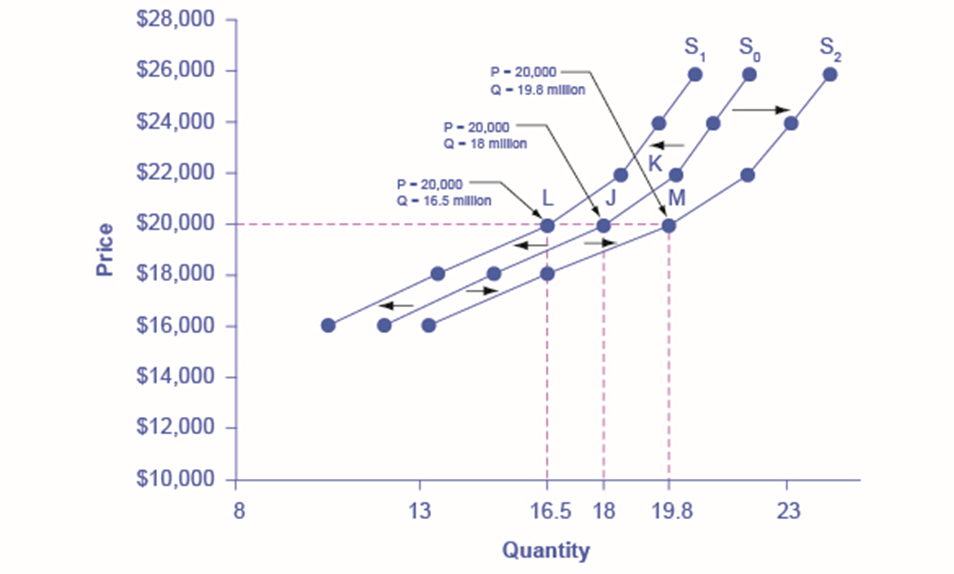 $28,000
$26,000
$24,000
$22,000
$20,000
$18,000
$16,000
$14,000
$12,000
$10,000
Price
S1
S0
S2
P - 20,000
Q - 19.8 million
P - 20,000
Q - 18 million
P - 20,000
Q - 16.5 million
K
L
J
M
8
13
16.5
18
19.8
23
Quantity